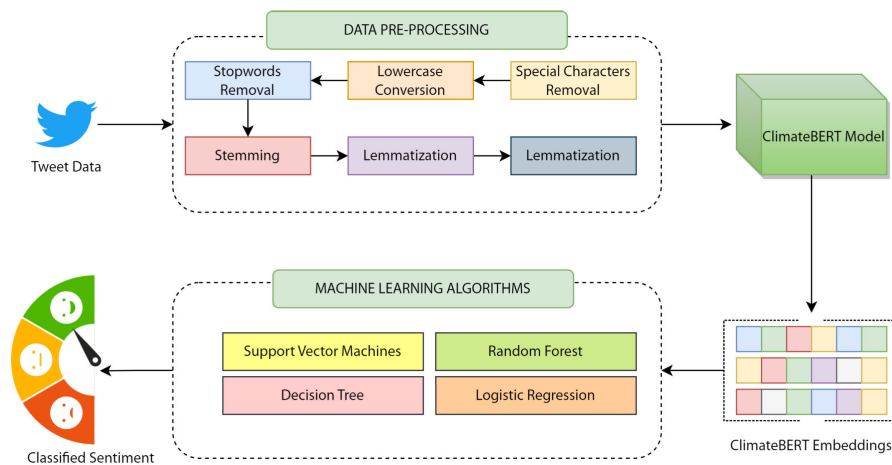 DATA PRE-PROCESSING
Stopwords
Removal
Lowercase
Conversion
Special Characters
Removal
Tweet Data
Stemming
Lemmatization
Lemmatization
ClimateBERT Model
MACHINE LEARNING ALGORITHMS
Support Vector Machines
Random Forest
Decision Tree
Logistic Regression
Classified Sentiment
ClimateBERT Embeddings